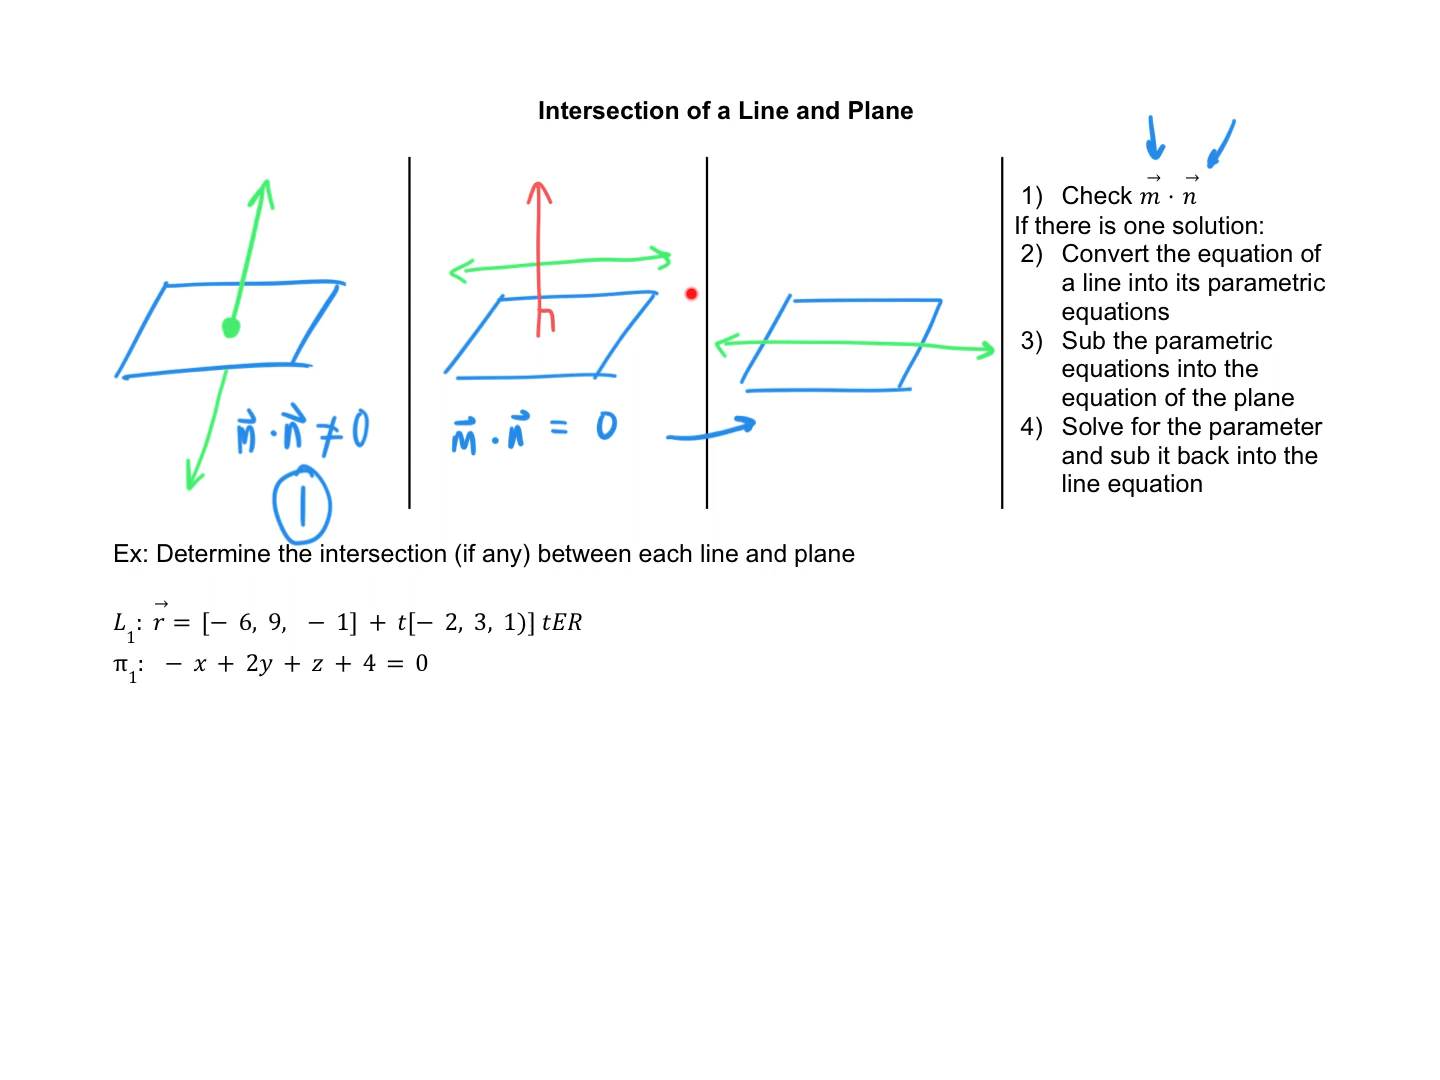 Intersection of a Line and Plane
m⃗ · n⃗ ≠ 0
1
m⃗ · n⃗ = 0
1) Check m⃗ · n⃗
If there is one solution:
2) Convert the equation of
a line into its parametric
equations
3) Sub the parametric
equations into the
equation of the plane
4) Solve for the parameter
and sub it back into the
line equation
Ex: Determine the intersection (if any) between each line and plane
L₁: r⃗ = [− 6, 9, − 1] + t[− 2, 3, 1)] tER
π₁: − x + 2y + z + 4 = 0